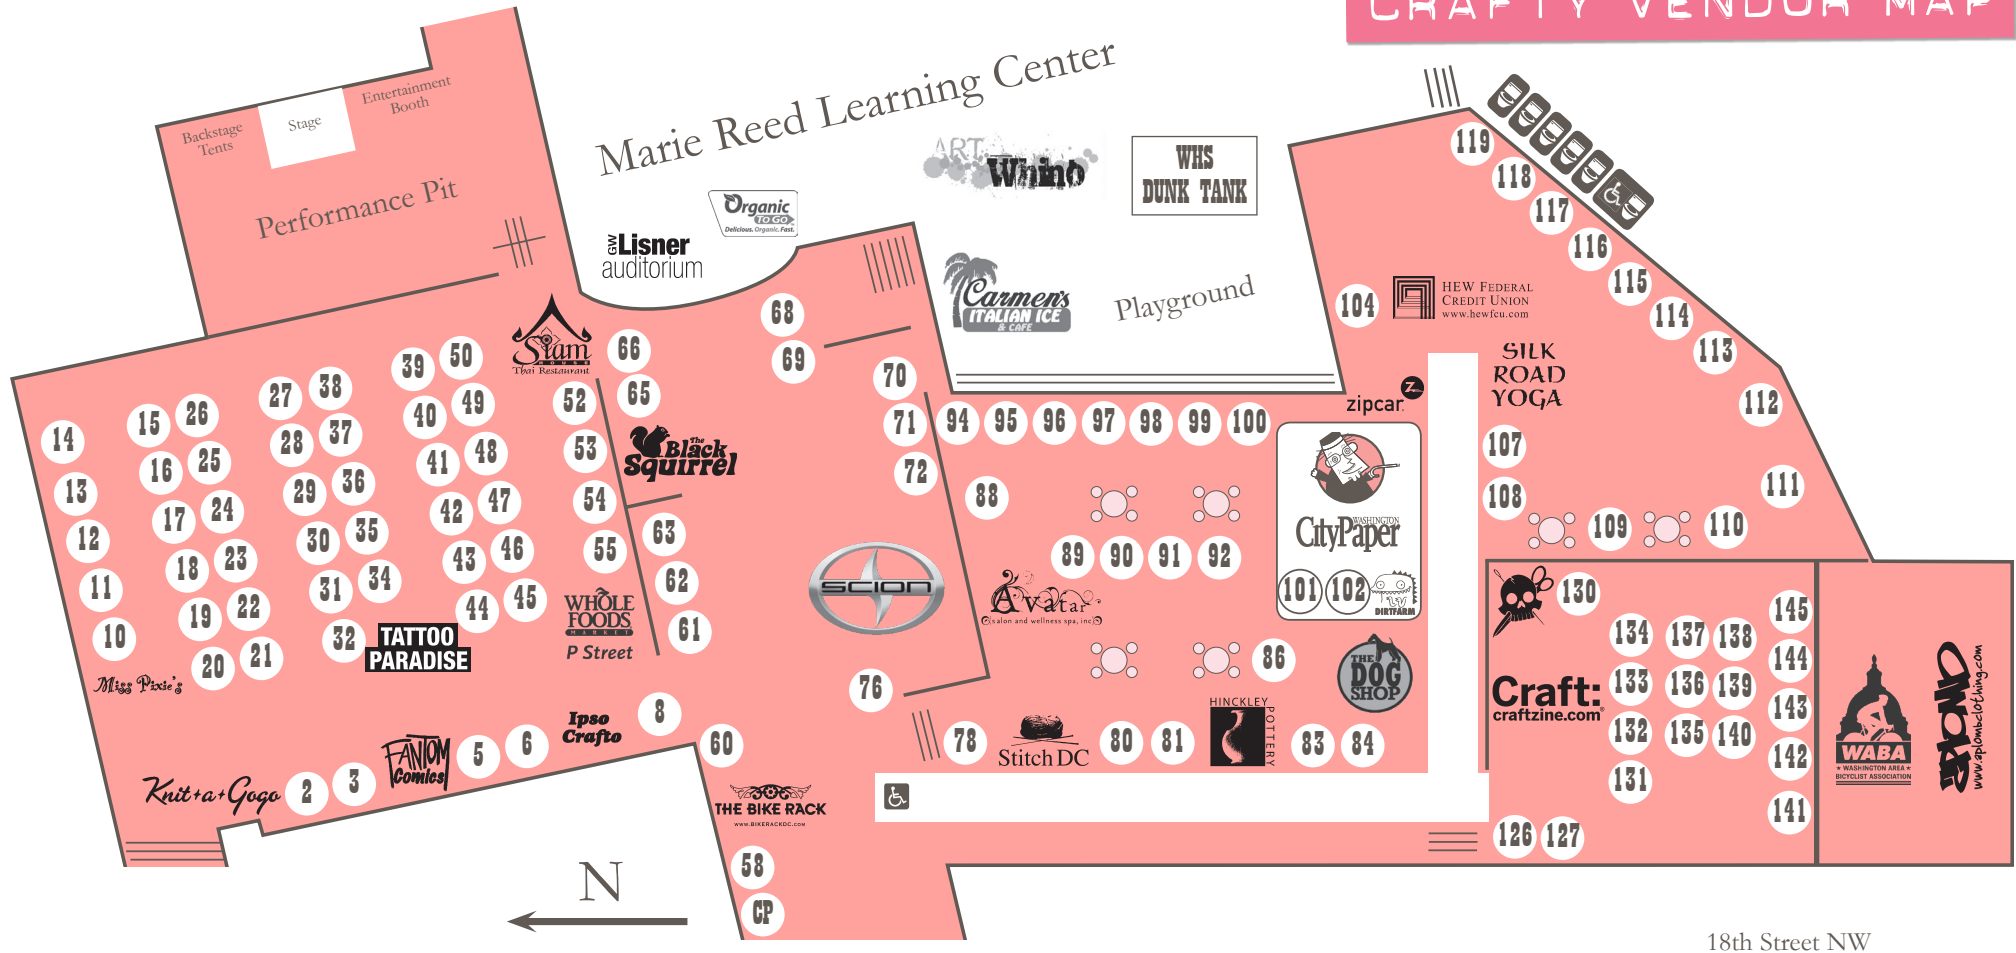 CRAFTY VENDOR MAP
Entertainment
Booth
Stage
Backstage
Tents
Performance Pit
Marie Reed Learning Center
ART
Whino
WHS
DUNK TANK
Organic
TO GO
Delicious. Organic. Fast.
GW
Lisner
auditorium
Carmen's
ITALIAN ICE
& CAFE
Playground
HEW FEDERAL
CREDIT UNION
www.hewfcu.com
SILK
ROAD
YOGA
Z
zipcar
Siam
HOUSE
Thai Restaurant
The
Black
Squirrel
SCION
WASHINGTON
CityPaper
101 102
DIRTFARM
Avatar
salon and wellness spa, inc
THE
DOG
SHOP
HINCKLEY
POTTERY
Stitch DC
WHOLE
FOODS
MARKET
P Street
TATTOO
PARADISE
Miss Pixie's
Ipso
Crafto
FANTOM
Comics
Knit+a+Gogo
THE BIKE RACK
WWW.BIKERACKDC.COM
Craft:
craftzine.com
WABA
WASHINGTON AREA
BICYCLIST ASSOCIATION
APLOMB
www.aplombclothing.com
14
13
12
11
10
15
16
17
18
19
20
26
25
24
23
22
21
27
28
29
30
31
32
38
37
36
35
34
39
40
41
42
43
44
50
49
48
47
46
45
52
53
54
55
66
65
63
62
61
68
69
70
71
72
76
2
3
5
6
8
60
58
CP
94 95 96 97 98 99 100
88
89 90 91 92
86
78
80 81
83 84
104
119
118
117
116
115
114
113
112
111
110
109
108
107
130
134 137 138
133 136 139
132 135 140
131
145
144
143
142
141
126 127
N
18th Street NW